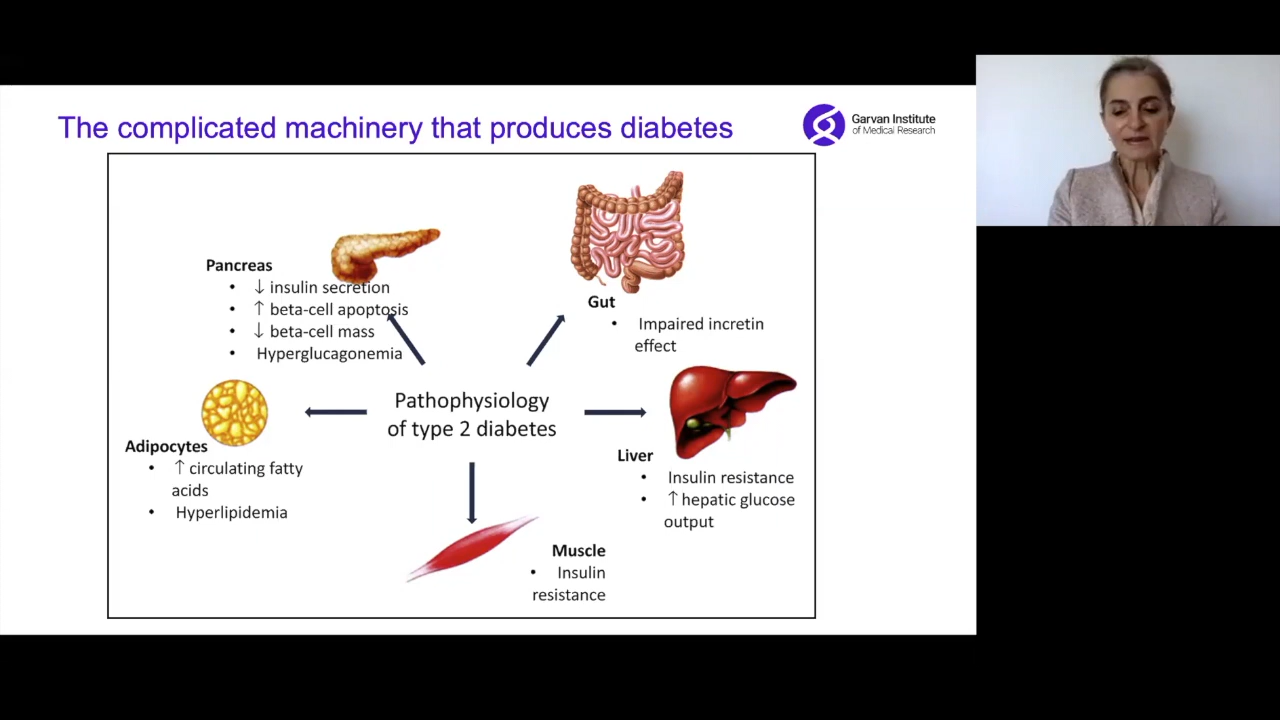 The complicated machinery that produces diabetes
Garvan Institute
of Medical Research
Pancreas
• ↓ insulin secretion
• ↑ beta-cell apoptosis
• ↓ beta-cell mass
• Hyperglucagonemia
Gut
• Impaired incretin
effect
Pathophysiology
of type 2 diabetes
Adipocytes
• ↑ circulating fatty
acids
• Hyperlipidemia
Liver
• Insulin resistance
• ↑ hepatic glucose
output
Muscle
• Insulin
resistance